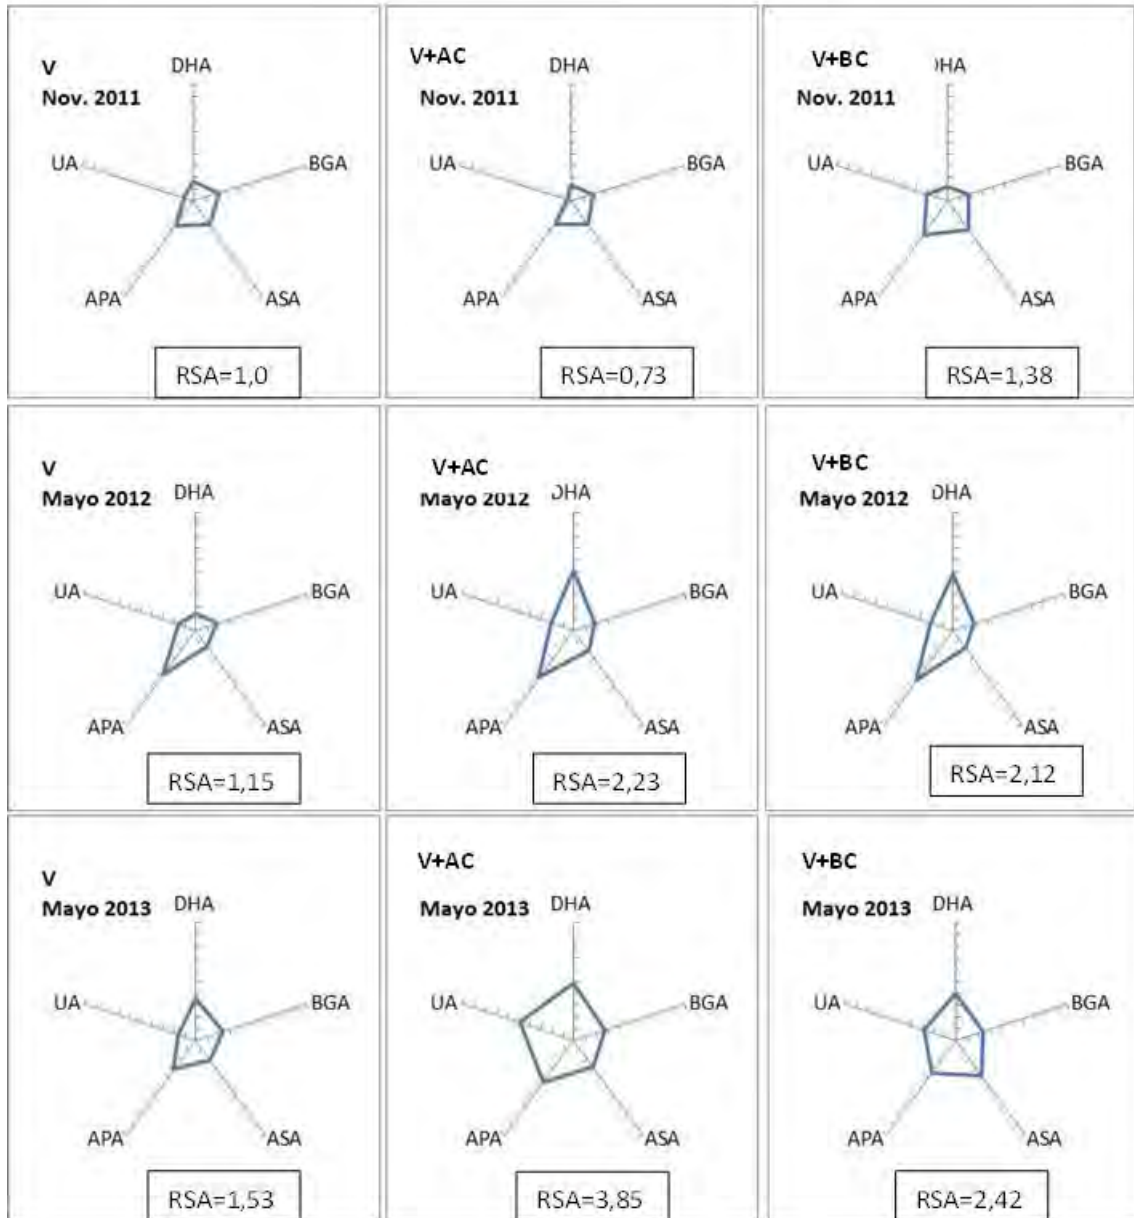 V
DHA
Nov. 2011
UA
BGA
APA
ASA
RSA=1,0
V+AC
DHA
Nov. 2011
UA
BGA
APA
ASA
RSA=0,73
V+BC
HA
Nov. 2011
UA
BGA
APA
ASA
RSA=1,38
V
Mayo 2012
DHA
UA
BGA
APA
ASA
RSA=1,15
V+AC
Mayo 2012
DHA
UA
BGA
APA
ASA
RSA=2,23
V+BC
Mayo 2012
DHA
UA
BGA
APA
ASA
RSA=2,12
V
Mayo 2013
DHA
UA
BGA
APA
ASA
RSA=1,53
V+AC
Mayo 2013
DHA
UA
BGA
APA
ASA
RSA=3,85
V+BC
Mayo 2013
DHA
UA
BGA
APA
ASA
RSA=2,42